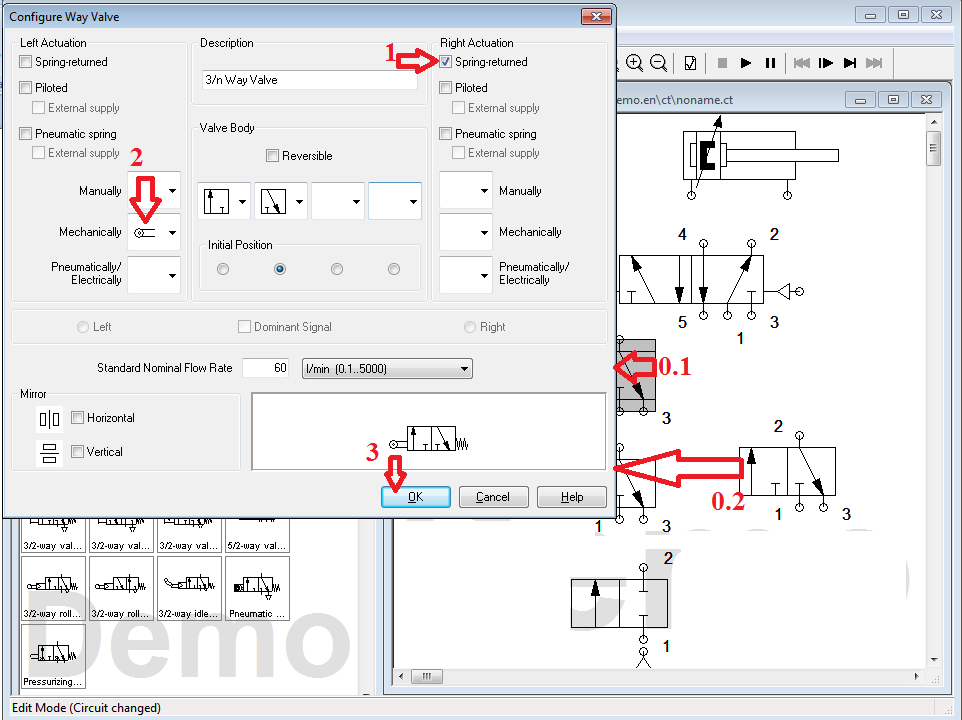 Configure Way Valve
Left Actuation
Spring-returned
Piloted
External supply
Pneumatic spring
External supply
2
Manually
Mechanically
Pneumatically/
Electrically
Description
3/n Way Valve
Valve Body
Reversible
Initial Position
1
Right Actuation
Spring-returned
Piloted
External supply
Pneumatic spring
External supply
Manually
Mechanically
Pneumatically/
Electrically
Left
Dominant Signal
Right
Standard Nominal Flow Rate
60
l/min (0.1..5000)
Mirror
Horizontal
Vertical
3
OK
Cancel
Help
emo.en\ct\noname.ct
4
2
5
1
3
0.1
3
2
0.2
1
3
1
3
2
1
3/2-way val...
3/2-way val...
3/2-way val...
5/2-way val...
3/2-way roll...
3/2-way roll...
3/2-way idle...
Pneumatic ...
Pressurizing...
Demo
Edit Mode (Circuit changed)